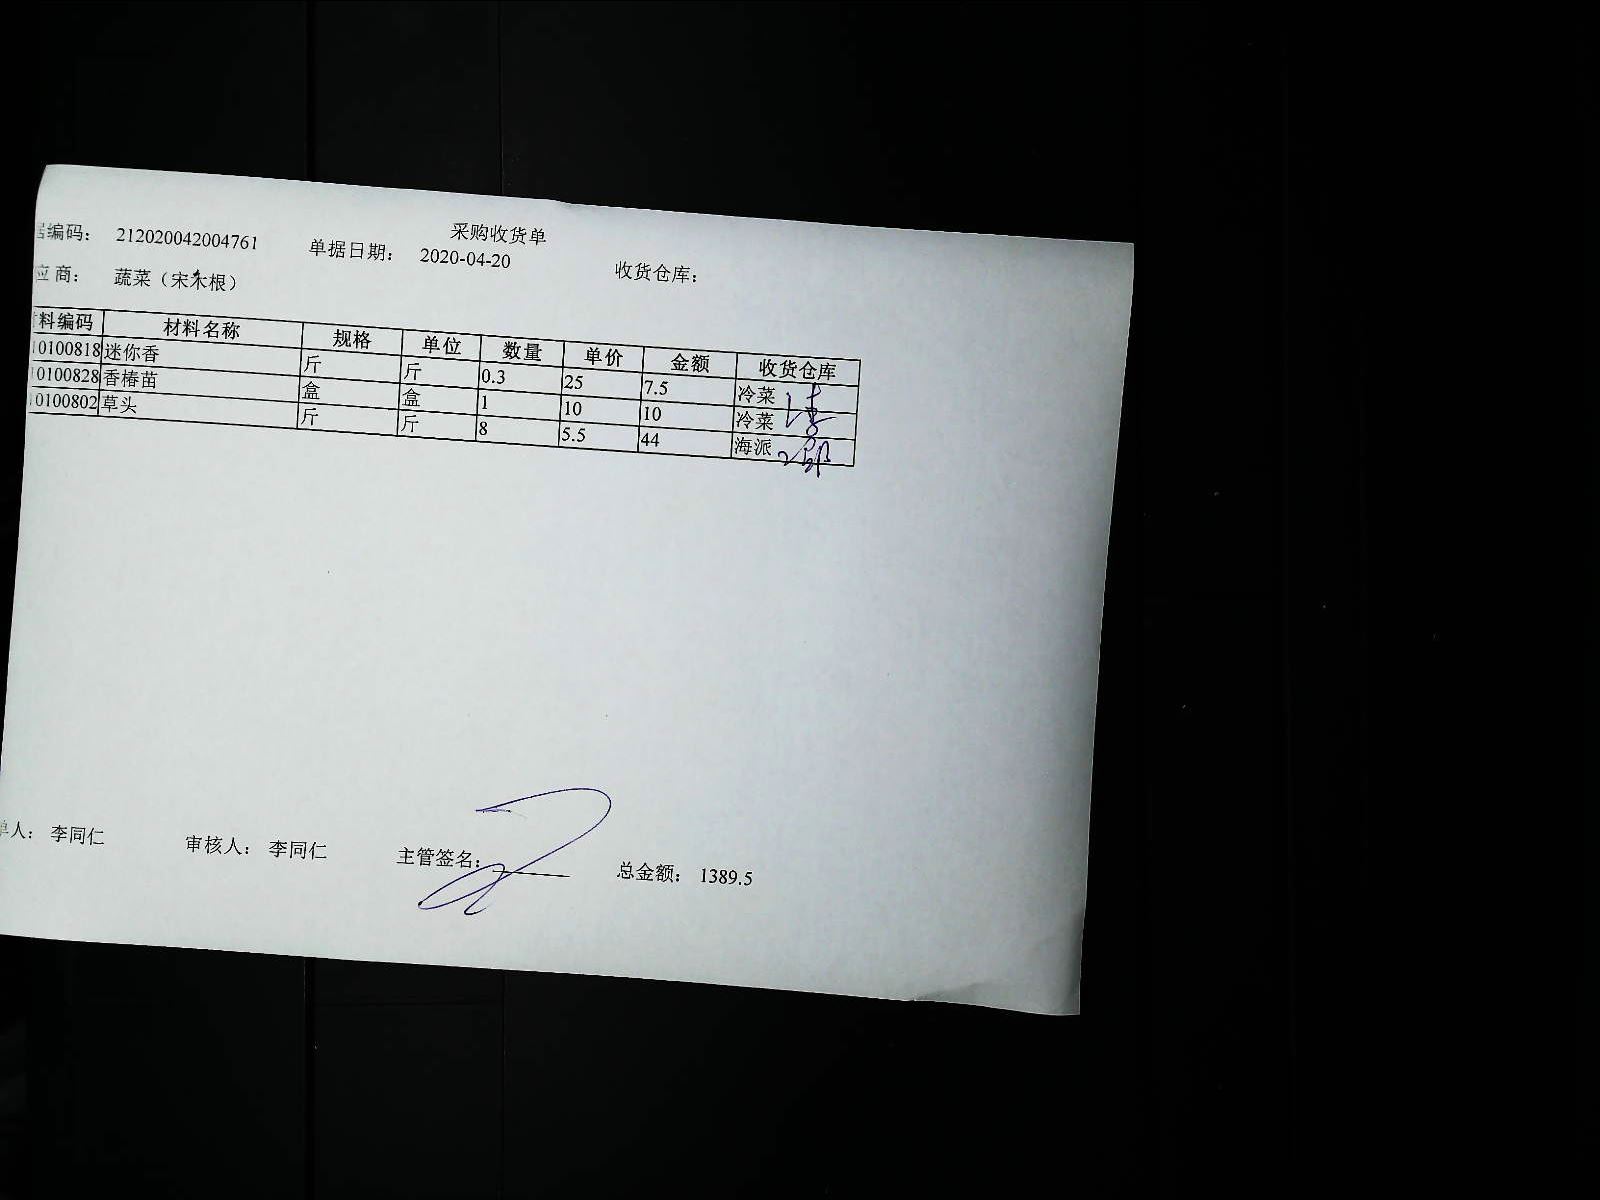 采购收货单
据编码： 212020042004761 单据日期： 2020-04-20 收货仓库：
应 商： 蔬菜（宋木根）
料编码 材料名称 规格 单位 数量 单价 金额 收货仓库
10100818 迷你香 斤 斤 0.3 25 7.5 冷菜
10100828 香椿苗 盒 盒 1 10 10 冷菜
10100802 草头 斤 斤 8 5.5 44 海派
单人： 李同仁 审核人： 李同仁 主管签名： 总金额： 1389.5